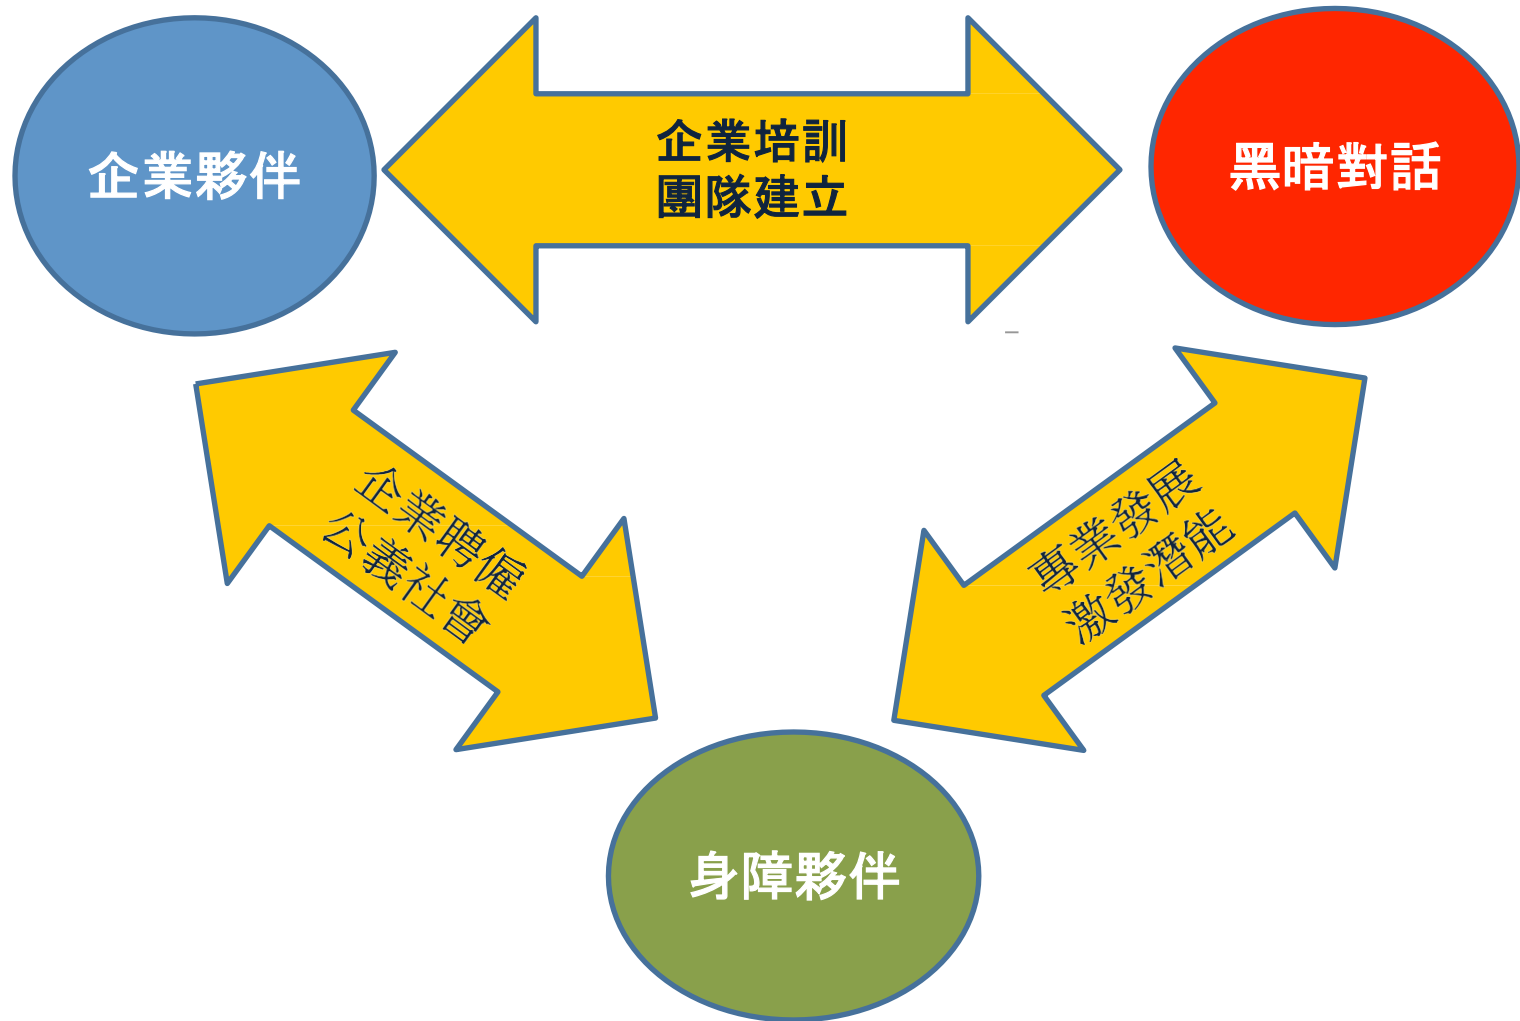 企業夥伴
企業培訓
團隊建立
黑暗對話
企業聘僱
公義社會
專業發展
激發潛能
身障夥伴